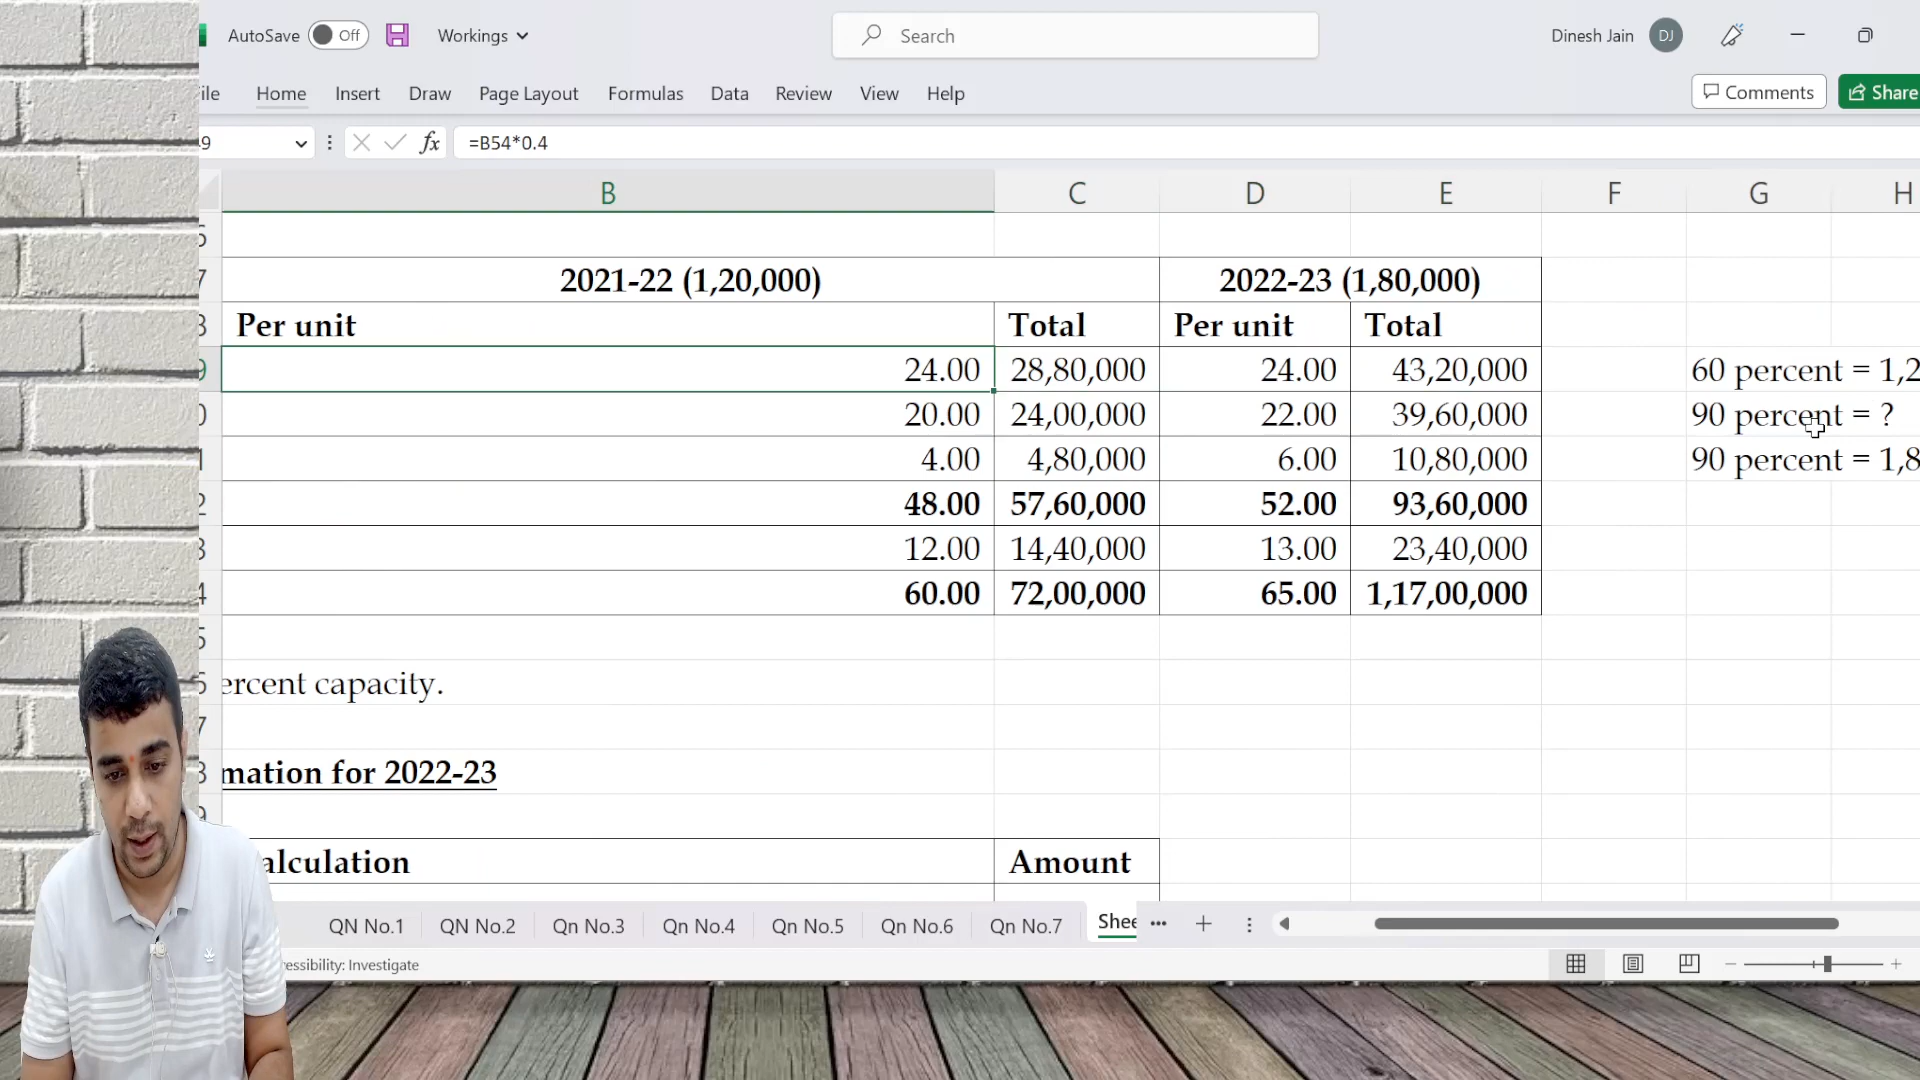 AutoSave Off Workings Search Dinesh Jain DJ
ile Home Insert Draw Page Layout Formulas Data Review View Help Comments Share
9 fx =B54*0.4
B C D E F G H
2021-22 (1,20,000) 2022-23 (1,80,000)
Per unit Total Per unit Total
24.00 28,80,000 24.00 43,20,000 60 percent = 1,2
20.00 24,00,000 22.00 39,60,000 90 percent = ?
4.00 4,80,000 6.00 10,80,000 90 percent = 1,8
48.00 57,60,000 52.00 93,60,000
12.00 14,40,000 13.00 23,40,000
60.00 72,00,000 65.00 1,17,00,000
ercent capacity.
mation for 2022-23
alculation Amount
QN No.1 QN No.2 Qn No.3 Qn No.4 Qn No.5 Qn No.6 Qn No.7 Shee ...
essibility: Investigate